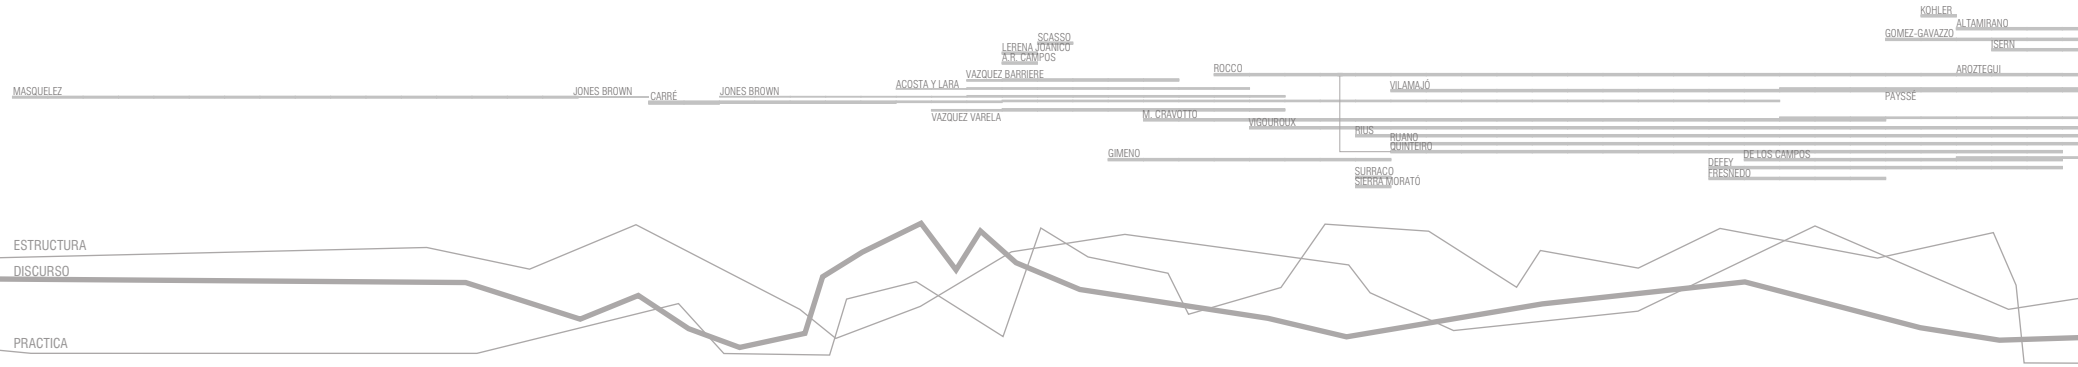 KOHLER
ALTAMIRANO
GOMEZ-GAVAZZO
SCASSO
ISERN
LERENA JOANICO
A.R. CAMPOS
ROCCO
AROZTEGUI
VAZQUEZ BARRIERE
ACOSTA Y LARA
VILAMAJÓ
MASQUELEZ
JONES BROWN
CARRÉ
JONES BROWN
PAYSSÉ
VAZQUEZ VARELA
M. CRAVOTTO
VIGOUROUX
RIUS
RUANO
QUINTEIRO
GIMENO
DE LOS CAMPOS
DEFEY
SURRACO
FRESNEDO
SIERRA MORATÓ
ESTRUCTURA
DISCURSO
PRACTICA